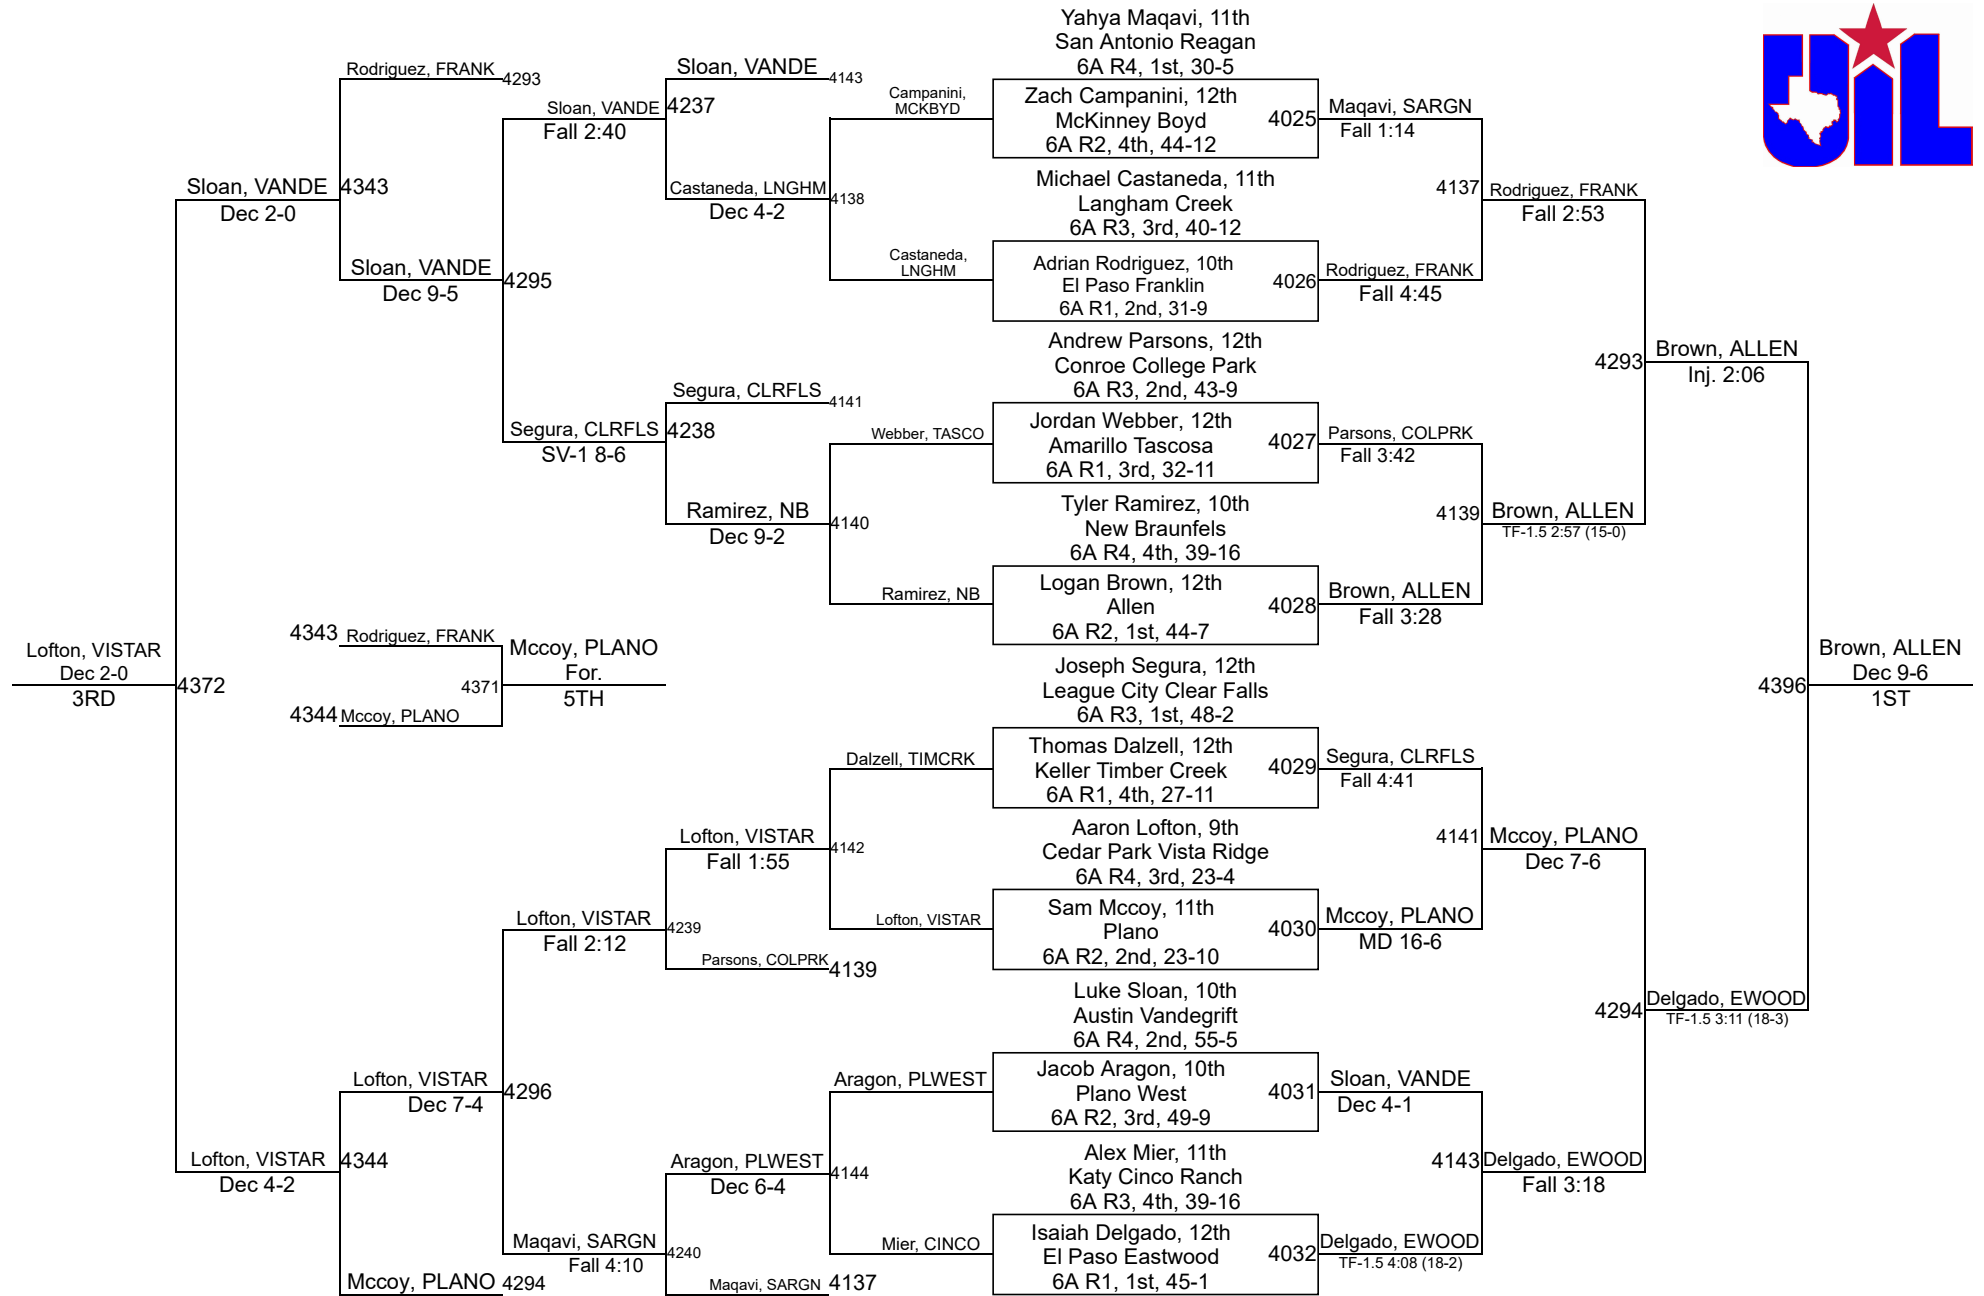 Yahya Maqavi, 11th
San Antonio Reagan
6A R4, 1st, 30-5
Zach Campanini, 12th
McKinney Boyd
6A R2, 4th, 44-12
4025
Michael Castaneda, 11th
Langham Creek
6A R3, 3rd, 40-12
Adrian Rodriguez, 10th
El Paso Franklin
6A R1, 2nd, 31-9
4026
Andrew Parsons, 12th
Conroe College Park
6A R3, 2nd, 43-9
Jordan Webber, 12th
Amarillo Tascosa
6A R1, 3rd, 32-11
4027
Tyler Ramirez, 10th
New Braunfels
6A R4, 4th, 39-16
Logan Brown, 12th
Allen
6A R2, 1st, 44-7
4028
Joseph Segura, 12th
League City Clear Falls
6A R3, 1st, 48-2
Thomas Dalzell, 12th
Keller Timber Creek
6A R1, 4th, 27-11
4029
Aaron Lofton, 9th
Cedar Park Vista Ridge
6A R4, 3rd, 23-4
Sam Mccoy, 11th
Plano
6A R2, 2nd, 23-10
4030
Luke Sloan, 10th
Austin Vandegrift
6A R4, 2nd, 55-5
Jacob Aragon, 10th
Plano West
6A R2, 3rd, 49-9
4031
Alex Mier, 11th
Katy Cinco Ranch
6A R3, 4th, 39-16
Isaiah Delgado, 12th
El Paso Eastwood
6A R1, 1st, 45-1
4032
Maqavi, SARGN
Fall 1:14
4137
Rodriguez, FRANK
Fall 4:45
Parsons, COLPRK
Fall 3:42
4139
Brown, ALLEN
Fall 3:28
Segura, CLRFLS
Fall 4:41
4141
Mccoy, PLANO
MD 16-6
Sloan, VANDE
Dec 4-1
4143
Delgado, EWOOD
TF-1.5 4:08 (18-2)
Rodriguez, FRANK
Fall 2:53
4293
Brown, ALLEN
TF-1.5 2:57 (15-0)
Mccoy, PLANO
Dec 7-6
4294
Delgado, EWOOD
Fall 3:18
Brown, ALLEN
Inj. 2:06
4396
Delgado, EWOOD
TF-1.5 3:11 (18-3)
Brown, ALLEN
Dec 9-6
1ST
UIL
Campanini,
MCKBYD
4138
Castaneda,
LNGHM
Webber, TASCO
4140
Ramirez, NB
Dalzell, TIMCRK
4142
Lofton, VISTAR
Aragon, PLWEST
4144
Mier, CINCO
Sloan, VANDE
4143
4237
Castaneda, LNGHM
Dec 4-2
Segura, CLRFLS
4141
4238
Ramirez, NB
Dec 9-2
Lofton, VISTAR
Fall 1:55
4239
Parsons, COLPRK
4139
Aragon, PLWEST
Dec 6-4
4240
Maqavi, SARGN
4137
Sloan, VANDE
Fall 2:40
4295
Segura, CLRFLS
SV-1 8-6
Lofton, VISTAR
Fall 2:12
4296
Maqavi, SARGN
Fall 4:10
Rodriguez, FRANK
4293
4343
Sloan, VANDE
Dec 9-5
Lofton, VISTAR
Dec 7-4
4344
Mccoy, PLANO
4294
Sloan, VANDE
Dec 2-0
4372
Lofton, VISTAR
Dec 4-2
Lofton, VISTAR
Dec 2-0
3RD
4343
Rodriguez, FRANK
4371
4344
Mccoy, PLANO
Mccoy, PLANO
For.
5TH